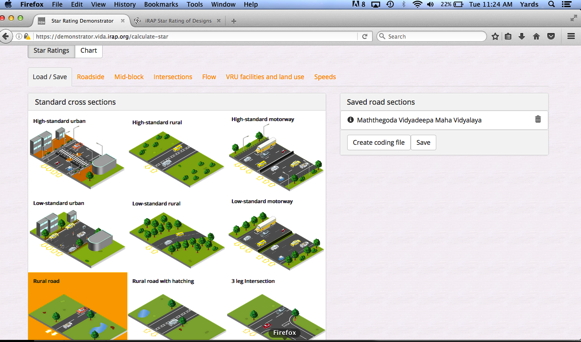 Firefox File Edit View History Bookmarks Tools Window Help 8 22% Tue 11:24 AM Yards
Star Rating Demonstrator × iRAP Star Rating of Designs × +
https://demonstrator.vida.irap.org/calculate-star Search
Star Ratings Chart
Load / Save Roadside Mid-block Intersections Flow VRU facilities and land use Speeds
Standard cross sections
High-standard urban High-standard rural High-standard motorway
Low-standard urban Low-standard rural Low-standard motorway
Rural road Rural road with hatching 3 leg Intersection
Saved road sections
Maththegoda Vidyadeepa Maha Vidyalaya
Create coding file Save
Firefox